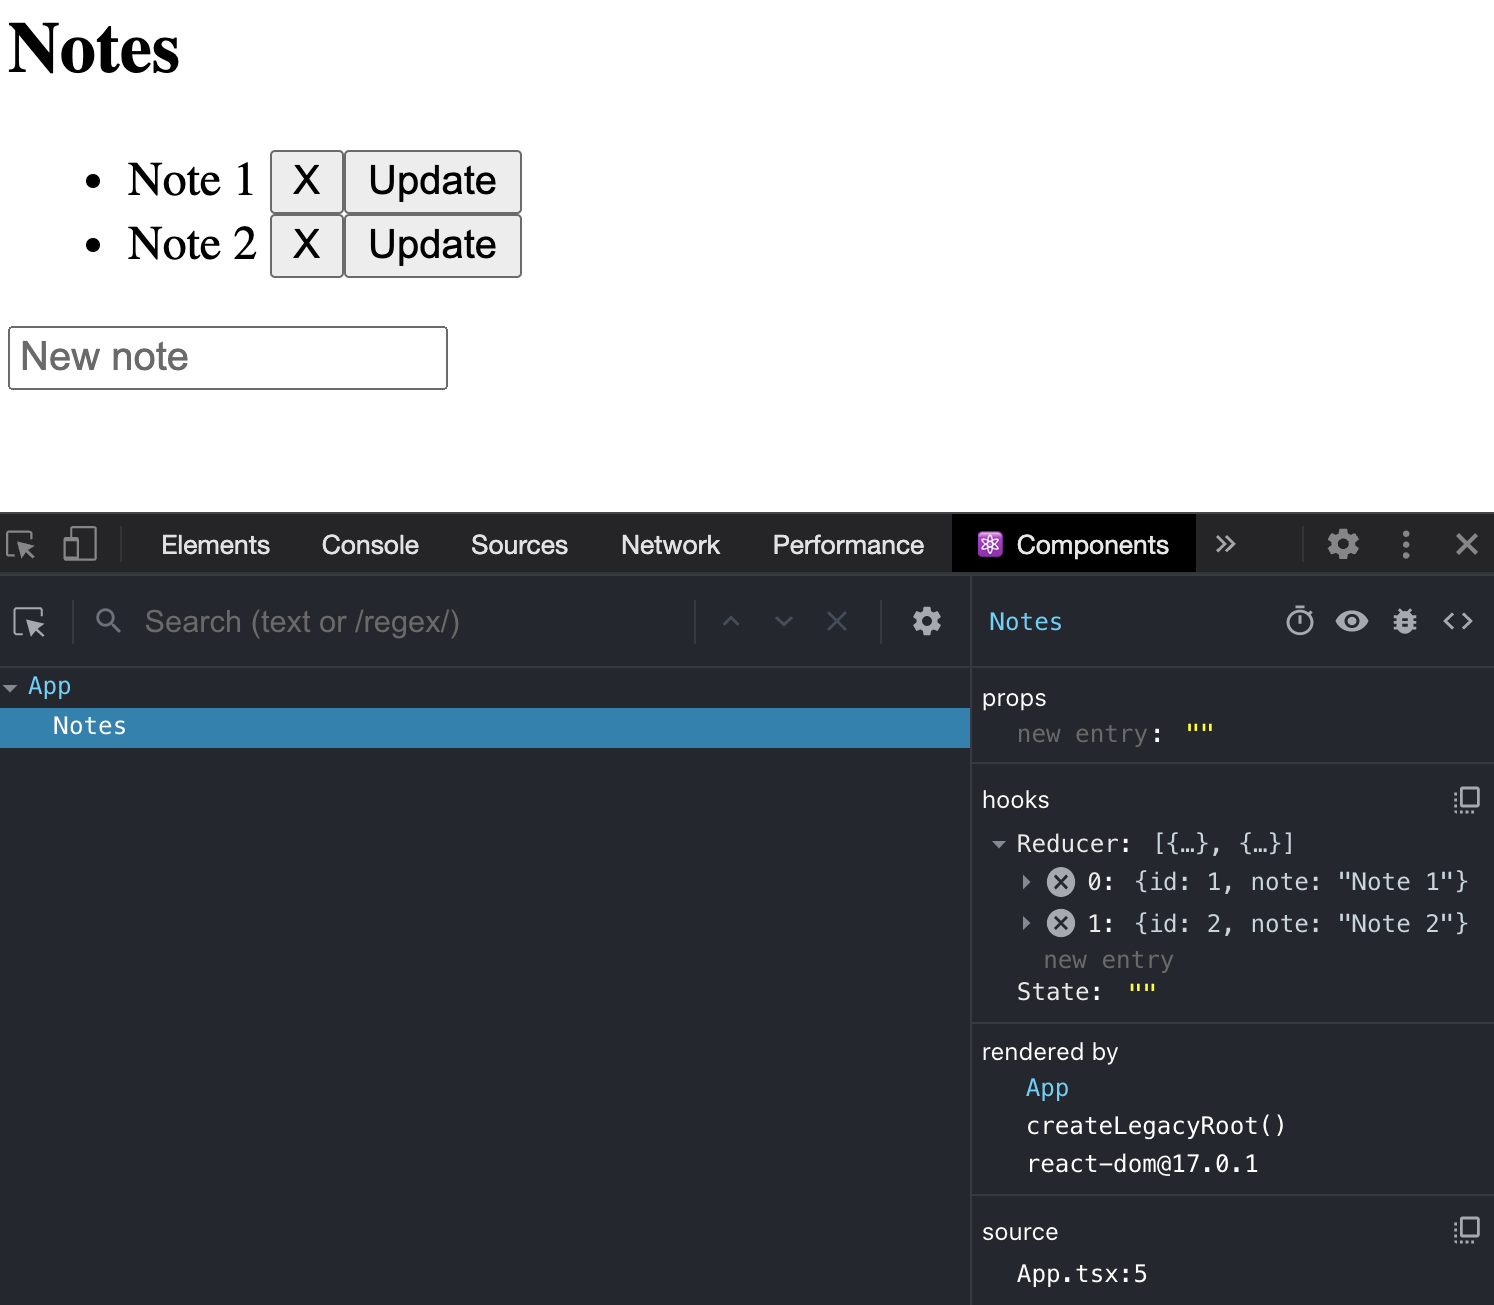 Notes
Note 1 X Update
Note 2 X Update
New note
Elements Console Sources Network Performance Components
Search (text or /regex/)
Notes
App
Notes
props
new entry: ""
hooks
Reducer: [{…}, {…}]
0: {id: 1, note: "Note 1"}
1: {id: 2, note: "Note 2"}
new entry
State: ""
rendered by
App
createLegacyRoot()
react-dom@17.0.1
source
App.tsx:5